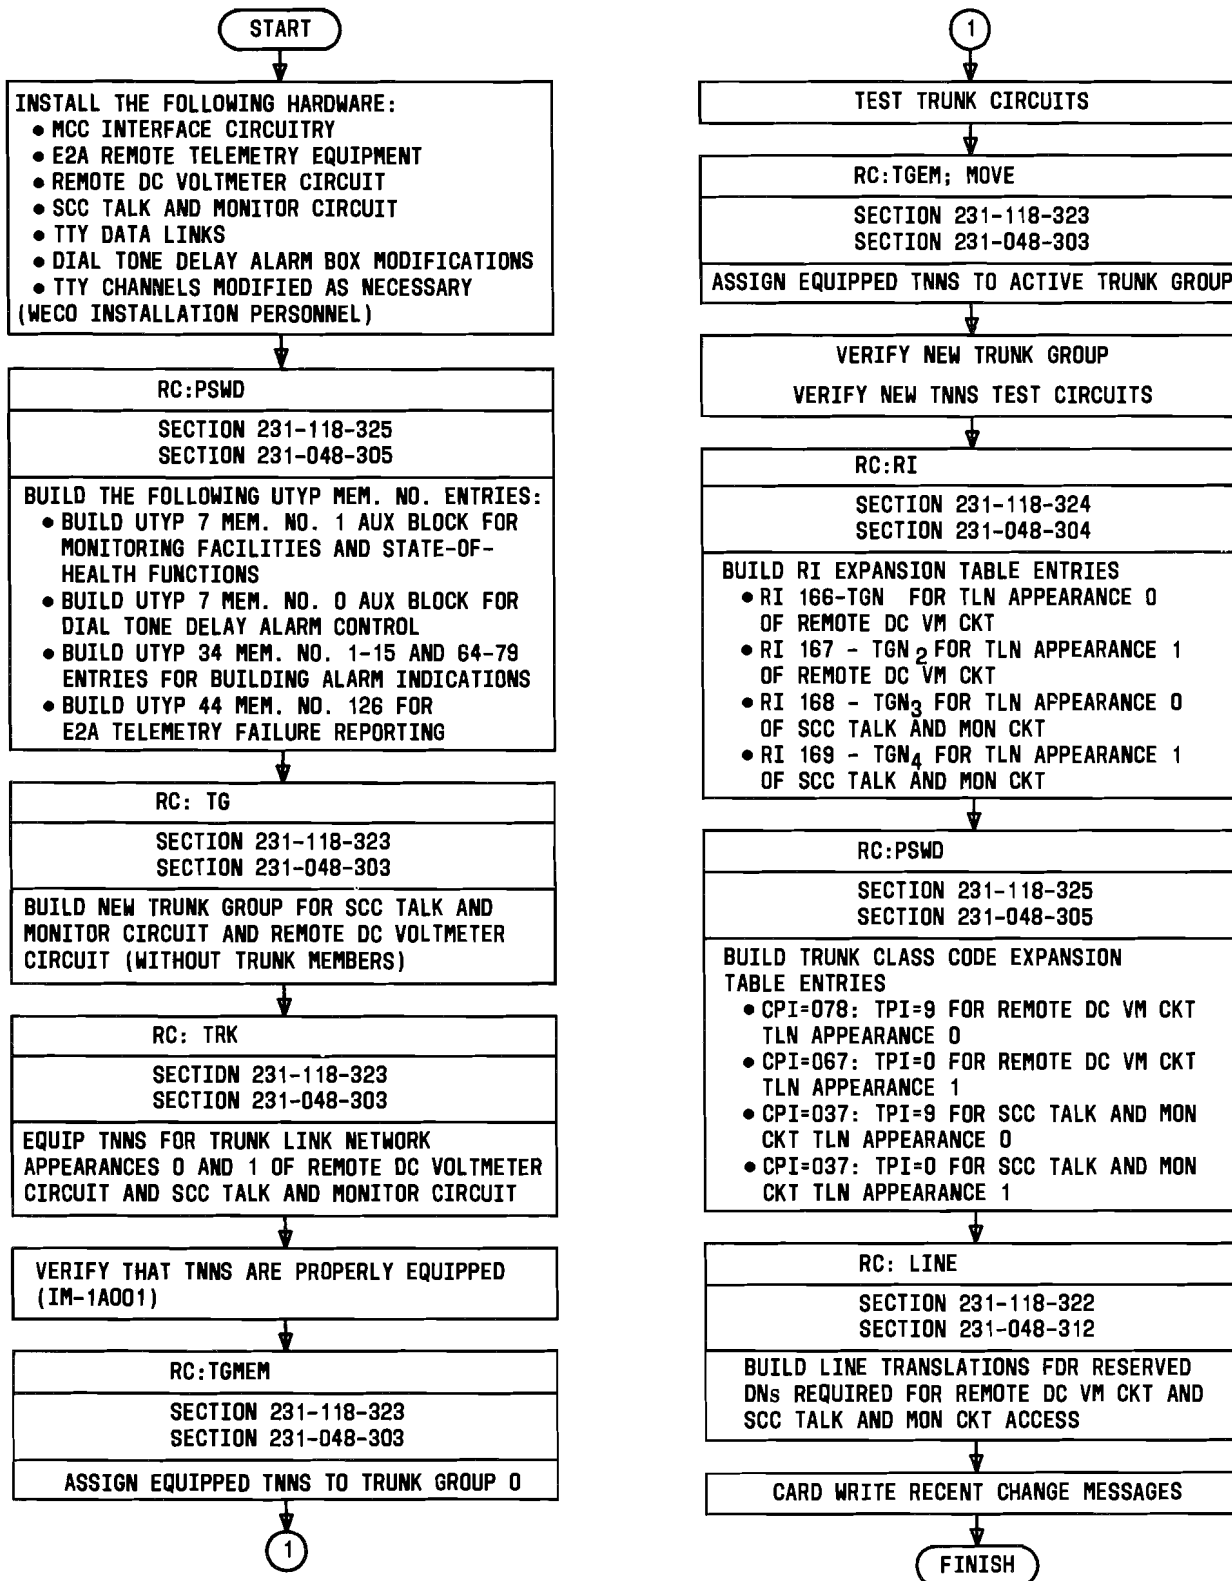 START
INSTALL THE FOLLOWING HARDWARE:
• MCC INTERFACE CIRCUITRY
• E2A REMOTE TELEMETRY EQUIPMENT
• REMOTE DC VOLTMETER CIRCUIT
• SCC TALK AND MONITOR CIRCUIT
• TTY DATA LINKS
• DIAL TONE DELAY ALARM BOX MODIFICATIONS
• TTY CHANNELS MODIFIED AS NECESSARY
(WECO INSTALLATION PERSONNEL)
RC:PSWD
SECTION 231-118-325
SECTION 231-048-305
BUILD THE FOLLOWING UTYP MEM. NO. ENTRIES:
• BUILD UTYP 7 MEM. NO. 1 AUX BLOCK FOR
MONITORING FACILITIES AND STATE-OF-
HEALTH FUNCTIONS
• BUILD UTYP 7 MEM. NO. 0 AUX BLOCK FOR
DIAL TONE DELAY ALARM CONTROL
• BUILD UTYP 34 MEM. NO. 1-15 AND 64-79
ENTRIES FOR BUILDING ALARM INDICATIONS
• BUILD UTYP 44 MEM. NO. 126 FOR
E2A TELEMETRY FAILURE REPORTING
RC: TG
SECTION 231-118-323
SECTION 231-048-303
BUILD NEW TRUNK GROUP FOR SCC TALK AND
MONITOR CIRCUIT AND REMOTE DC VOLTMETER
CIRCUIT (WITHOUT TRUNK MEMBERS)
RC: TRK
SECTION 231-118-323
SECTION 231-048-303
EQUIP TNNS FOR TRUNK LINK NETWORK
APPEARANCES 0 AND 1 OF REMOTE DC VOLTMETER
CIRCUIT AND SCC TALK AND MONITOR CIRCUIT
VERIFY THAT TNNS ARE PROPERLY EQUIPPED
(IM-1A001)
RC:TGMEM
SECTION 231-118-323
SECTION 231-048-303
ASSIGN EQUIPPED TNNS TO TRUNK GROUP 0
1
1
TEST TRUNK CIRCUITS
RC:TGEM; MOVE
SECTION 231-118-323
SECTION 231-048-303
ASSIGN EQUIPPED TNNS TO ACTIVE TRUNK GROUP
VERIFY NEW TRUNK GROUP
VERIFY NEW TNNS TEST CIRCUITS
RC:RI
SECTION 231-118-324
SECTION 231-048-304
BUILD RI EXPANSION TABLE ENTRIES
• RI 166-TGN FOR TLN APPEARANCE 0
OF REMOTE DC VM CKT
• RI 167 - TGN2 FOR TLN APPEARANCE 1
OF REMOTE DC VM CKT
• RI 168 - TGN3 FOR TLN APPEARANCE 0
OF SCC TALK AND MON CKT
• RI 169 - TGN4 FOR TLN APPEARANCE 1
OF SCC TALK AND MON CKT
RC:PSWD
SECTION 231-118-325
SECTION 231-048-305
BUILD TRUNK CLASS CODE EXPANSION
TABLE ENTRIES
• CPI=078: TPI=9 FOR REMOTE DC VM CKT
TLN APPEARANCE 0
• CPI=067: TPI=0 FOR REMOTE DC VM CKT
TLN APPEARANCE 1
• CPI=037: TPI=9 FOR SCC TALK AND MON
CKT TLN APPEARANCE 0
• CPI=037: TPI=0 FOR SCC TALK AND MON
CKT TLN APPEARANCE 1
RC: LINE
SECTION 231-118-322
SECTION 231-048-312
BUILD LINE TRANSLATIONS FOR RESERVED
DNs REQUIRED FOR REMOTE DC VM CKT AND
SCC TALK AND MON CKT ACCESS
CARD WRITE RECENT CHANGE MESSAGES
FINISH